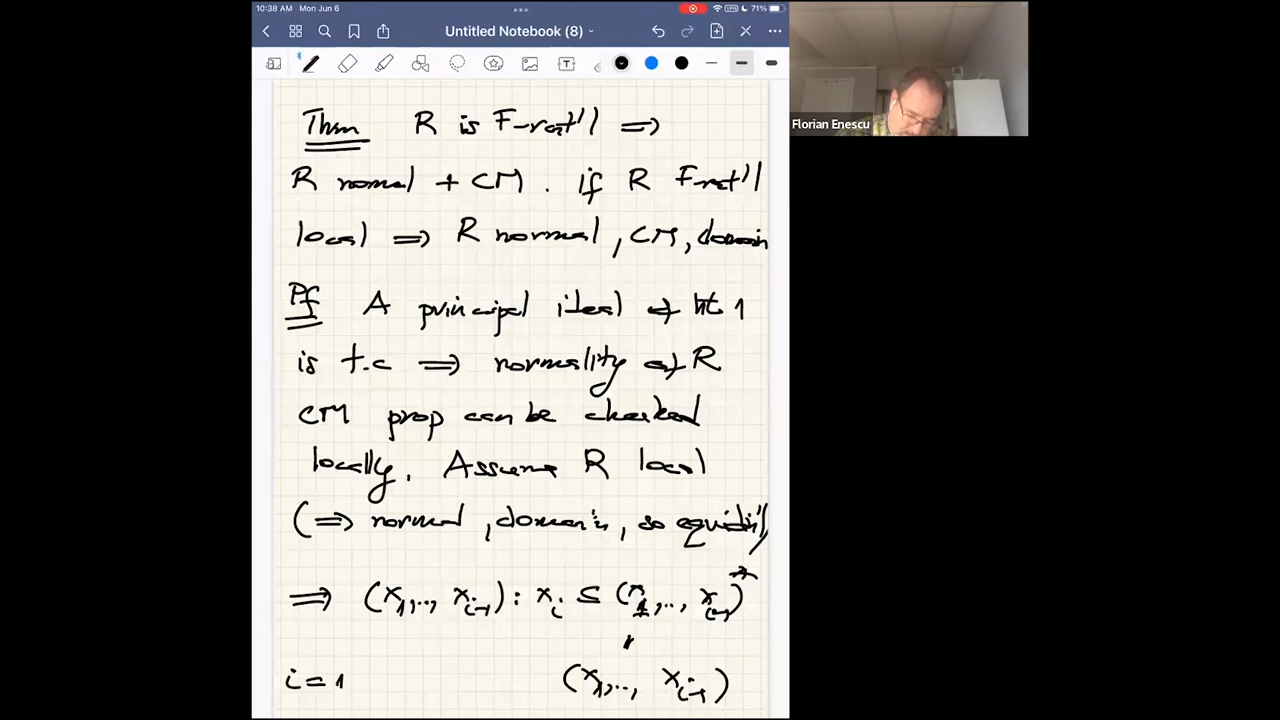 10:38 AM Mon Jun 6
71%
Untitled Notebook (8)
Florian Enescu
Thm R is F-rat'l ⇒
R normal + CM. if R F-rat'l
local ⇒ R normal, CM, domain
Pf A principal ideal of ht 1
is t.c ⇒ normality of R
CM prop can be checked
locally. Assume R local
(⇒ normal, domain, so equidim'l
⇒ (x₁,.., xᵢ₋₁) : xᵢ ⊆ (x₁,.., xᵢ₋₁)*
"
i = 1 (x₁,.., xᵢ₋₁)